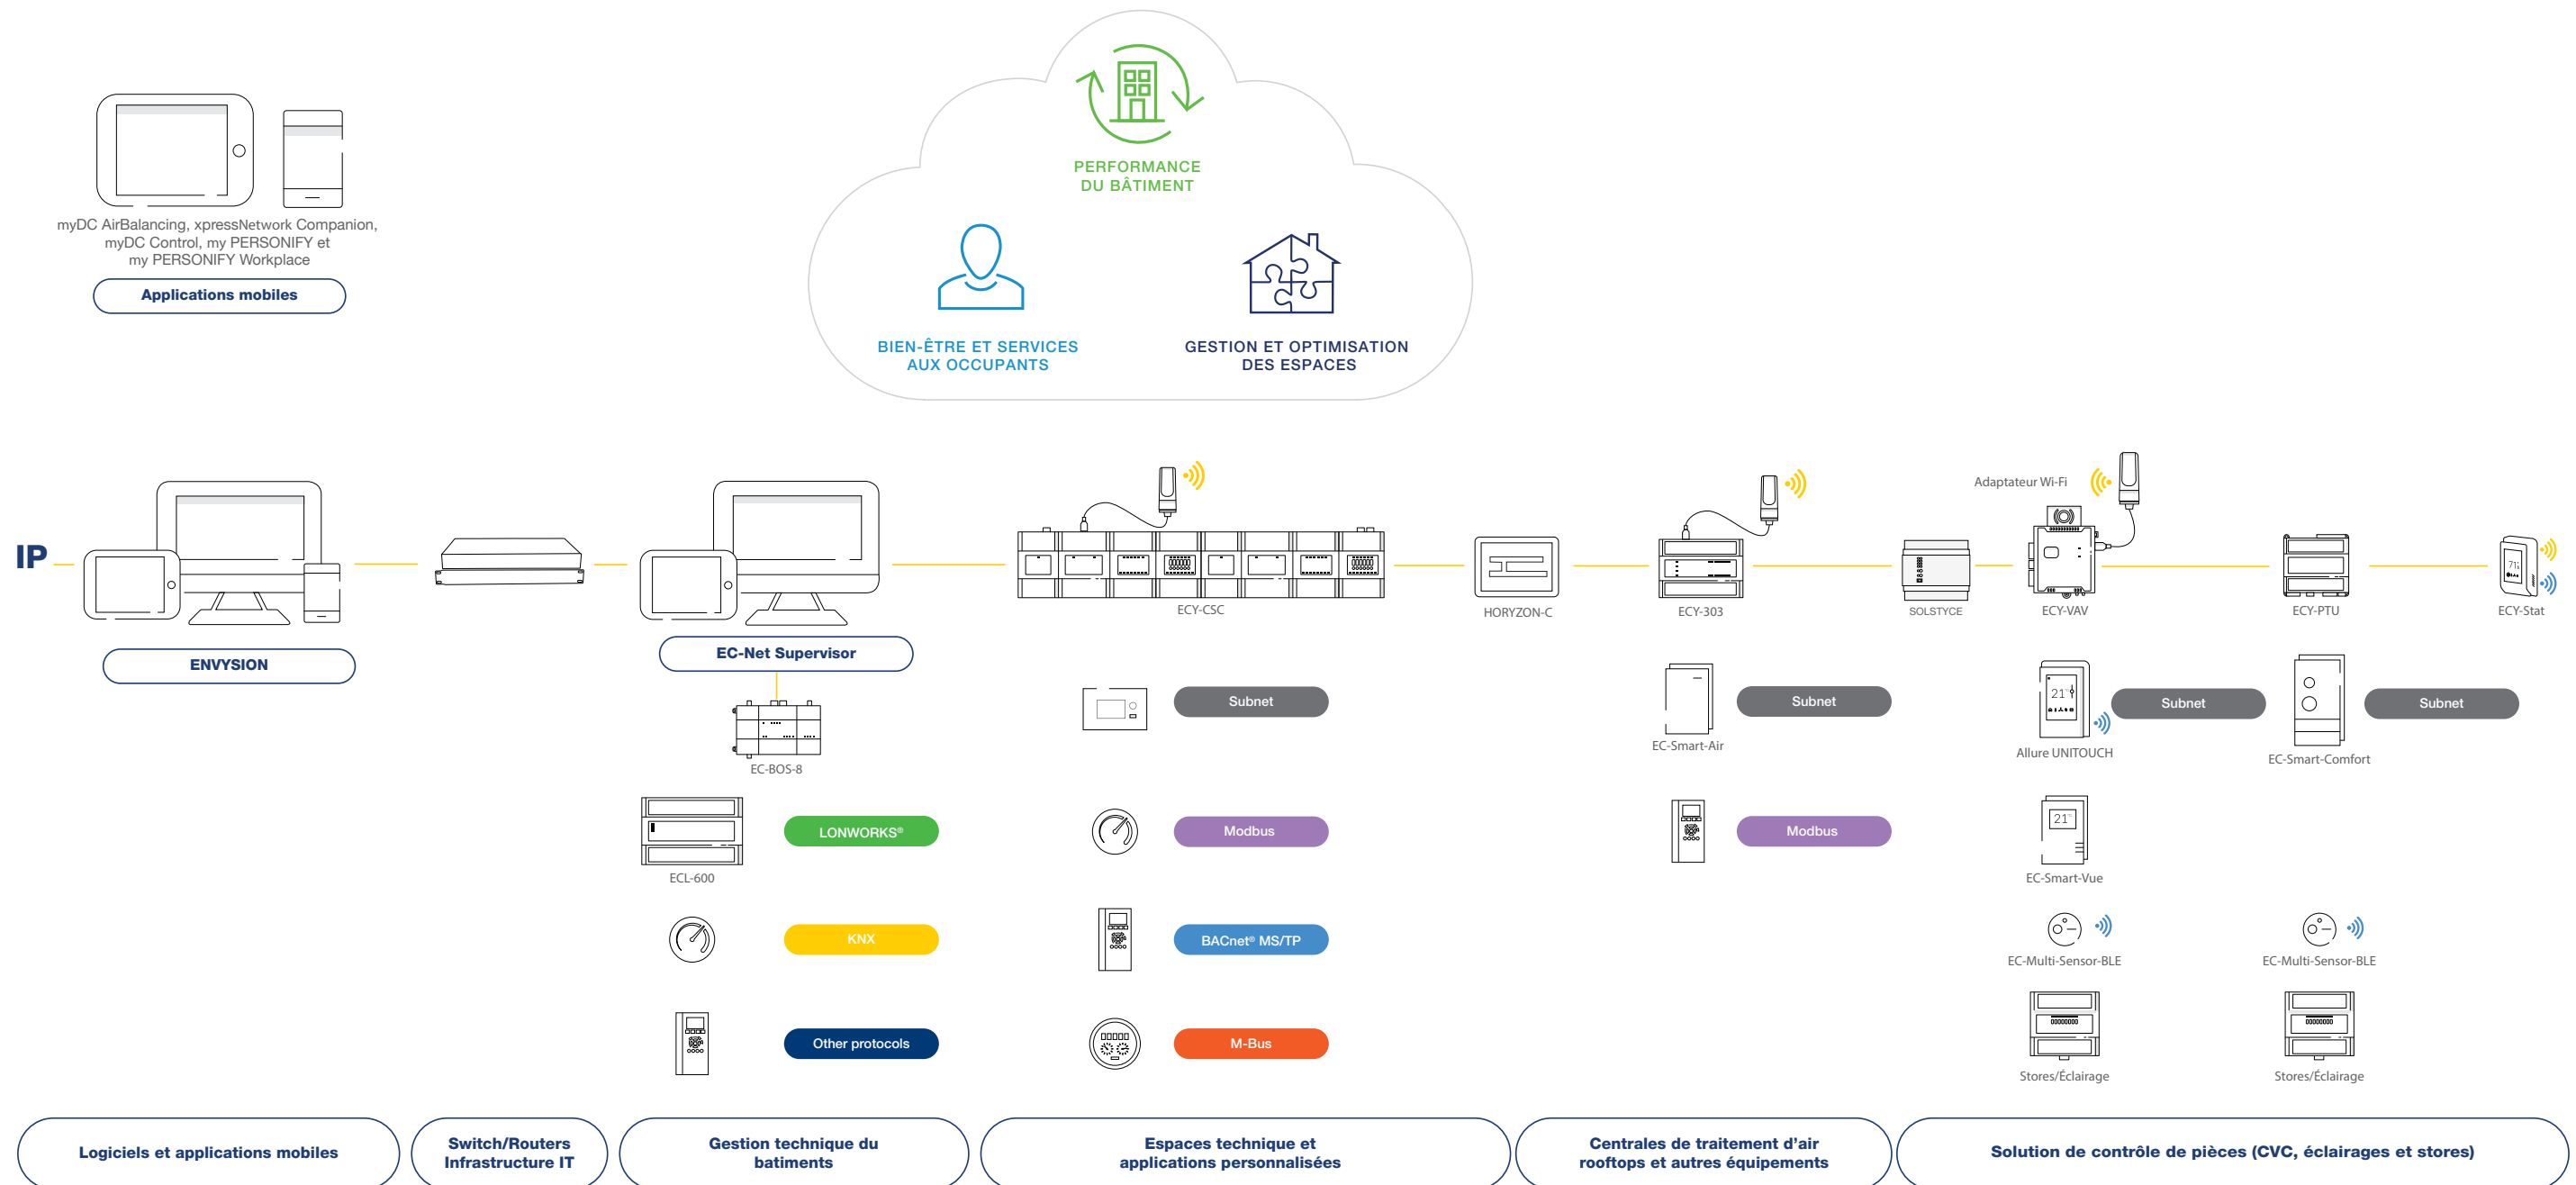 PERFORMANCE
DU BÂTIMENT
myDC AirBalancing, xpressNetwork Companion,
myDC Control, my PERSONIFY et
my PERSONIFY Workplace
Applications mobiles
BIEN-ÊTRE ET SERVICES
AUX OCCUPANTS
GESTION ET OPTIMISATION
DES ESPACES
IP
Adaptateur Wi-Fi
ECY-CSC
HORYZON-C
ECY-303
SOLSTYCE
ECY-VAV
ECY-PTU
71
ECY-Stat
ENVYSION
EC-Net Supervisor
EC-BOS-8
Subnet
EC-Smart-Air
Subnet
21°
Allure UNITOUCH
Subnet
EC-Smart-Comfort
Subnet
ECL-600
LONWORKS®
Modbus
Modbus
21°
EC-Smart-Vue
KNX
BACnet® MS/TP
EC-Multi-Sensor-BLE
EC-Multi-Sensor-BLE
Other protocols
M-Bus
Stores/Éclairage
Stores/Éclairage
Logiciels et applications mobiles
Switch/Routers
Infrastructure IT
Gestion technique du
batiments
Espaces technique et
applications personnalisées
Centrales de traitement d'air
rooftops et autres équipements
Solution de contrôle de pièces (CVC, éclairages et stores)